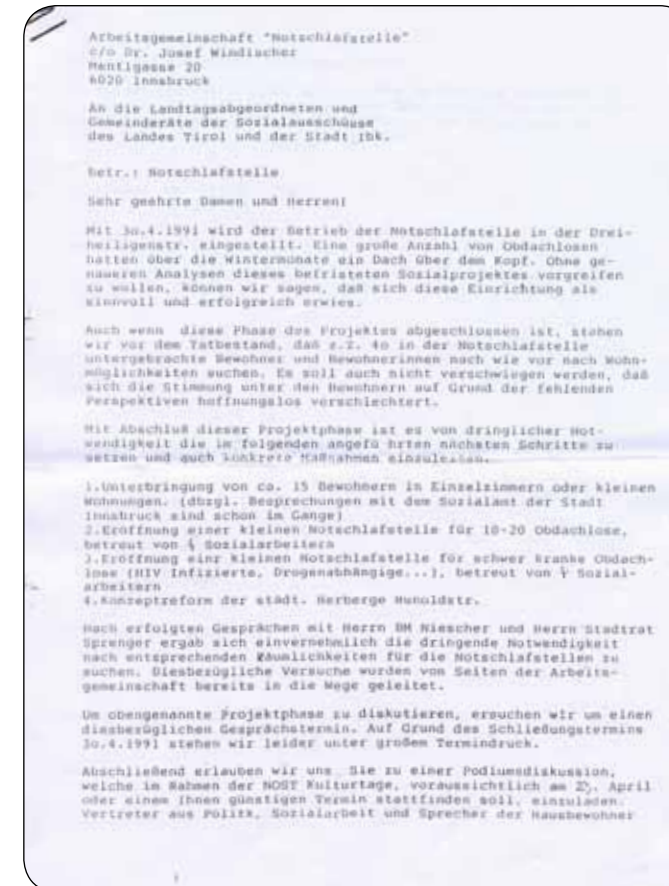 Arbeitsgemeinschaft "Notschlafstelle"
c/o Dr. Josef Windischer
Mentlgasse 20
6020 Innsbruck
An die Landtagsabgeordneten und
Gemeinderäte der Sozialausschüsse
des Landes Tirol und der Stadt Ibk.
betr.: Notschlafstelle
Sehr geehrte Damen und Herren!
Mit 3o.4.1991 wird der Betrieb der Notschlafstelle in der Drei-
heiligenstr. eingestellt. Eine große Anzahl von Obdachlosen
hatten über die Wintermonate ein Dach über dem Kopf. Ohne ge-
naueren Analysen dieses befristeten Sozialprojektes vorgreifen
zu wollen, können wir sagen, daß sich diese Einrichtung als
sinnvoll und erfolgreich erwies.
Auch wenn diese Phase des Projektes abgeschlossen ist, stehen
wir vor dem Tatbestand, daß z.Z. 4o in der Notschlafstelle
untergebrachte Bewohner und Bewohnerinnen nach wie vor nach Wohn-
möglichkeiten suchen. Es soll auch nicht verschwiegen werden, daß
sich die Stimmung unter den Bewohnern auf Grund der fehlenden
Perspektiven hoffnungslos verschlechtert.
Mit Abschluß dieser Projektphase ist es von dringlicher Not-
wendigkeit die im folgenden angefü hrten nächsten Schritte zu
setzen und auch konkrete Maßnahmen einzuleiten.
1.Unterbringung von ca. 15 Bewohnern in Einzelzimmern oder kleinen
Wohnungen. (dbzgl. Besprechungen mit dem Sozialamt der Stadt
Innsbruck sind schon im Gange)
2.Eröffnung einer kleinen Notschlafstelle für 10-20 Obdachlose,
betreut von Sozialarbeitern
3.Eröffnung einr kleinen Notschlafstelle für schwer kranke Obdach-
lose (HIV Infizierte, Drogenabhängige...), betreut von Sozial-
arbeitern
4.Konzeptreform der städt. Herberge Hunoldstr.
Nach erfolgten Gesprächen mit Herrn BM Niescher und Herrn Stadtrat
Sprenger ergab sich einvernehmlich die dringende Notwendigkeit
nach entsprechenden Räumlichkeiten für die Notschlafstellen zu
suchen. Diesbezügliche Versuche wurden von Seiten der Arbeits-
gemeinschaft bereits in die Wege geleitet.
Um obengenannte Projektphase zu diskutieren, ersuchen wir um einen
diesbezüglichen Gesprächstermin. Auf Grund des Schließungstermins
3o.4.1991 stehen wir leider unter großem Termindruck.
Abschließend erlauben wir uns Sie zu einer Podiumsdiskussion,
welche im Rahmen der NOST Kulturtage, voraussichtlich am April
oder einem Ihnen günstigen Termin stattfinden soll, einzuladen.
Vertreter aus Politk, Sozialarbeit und Sprecher der Hausbewohner